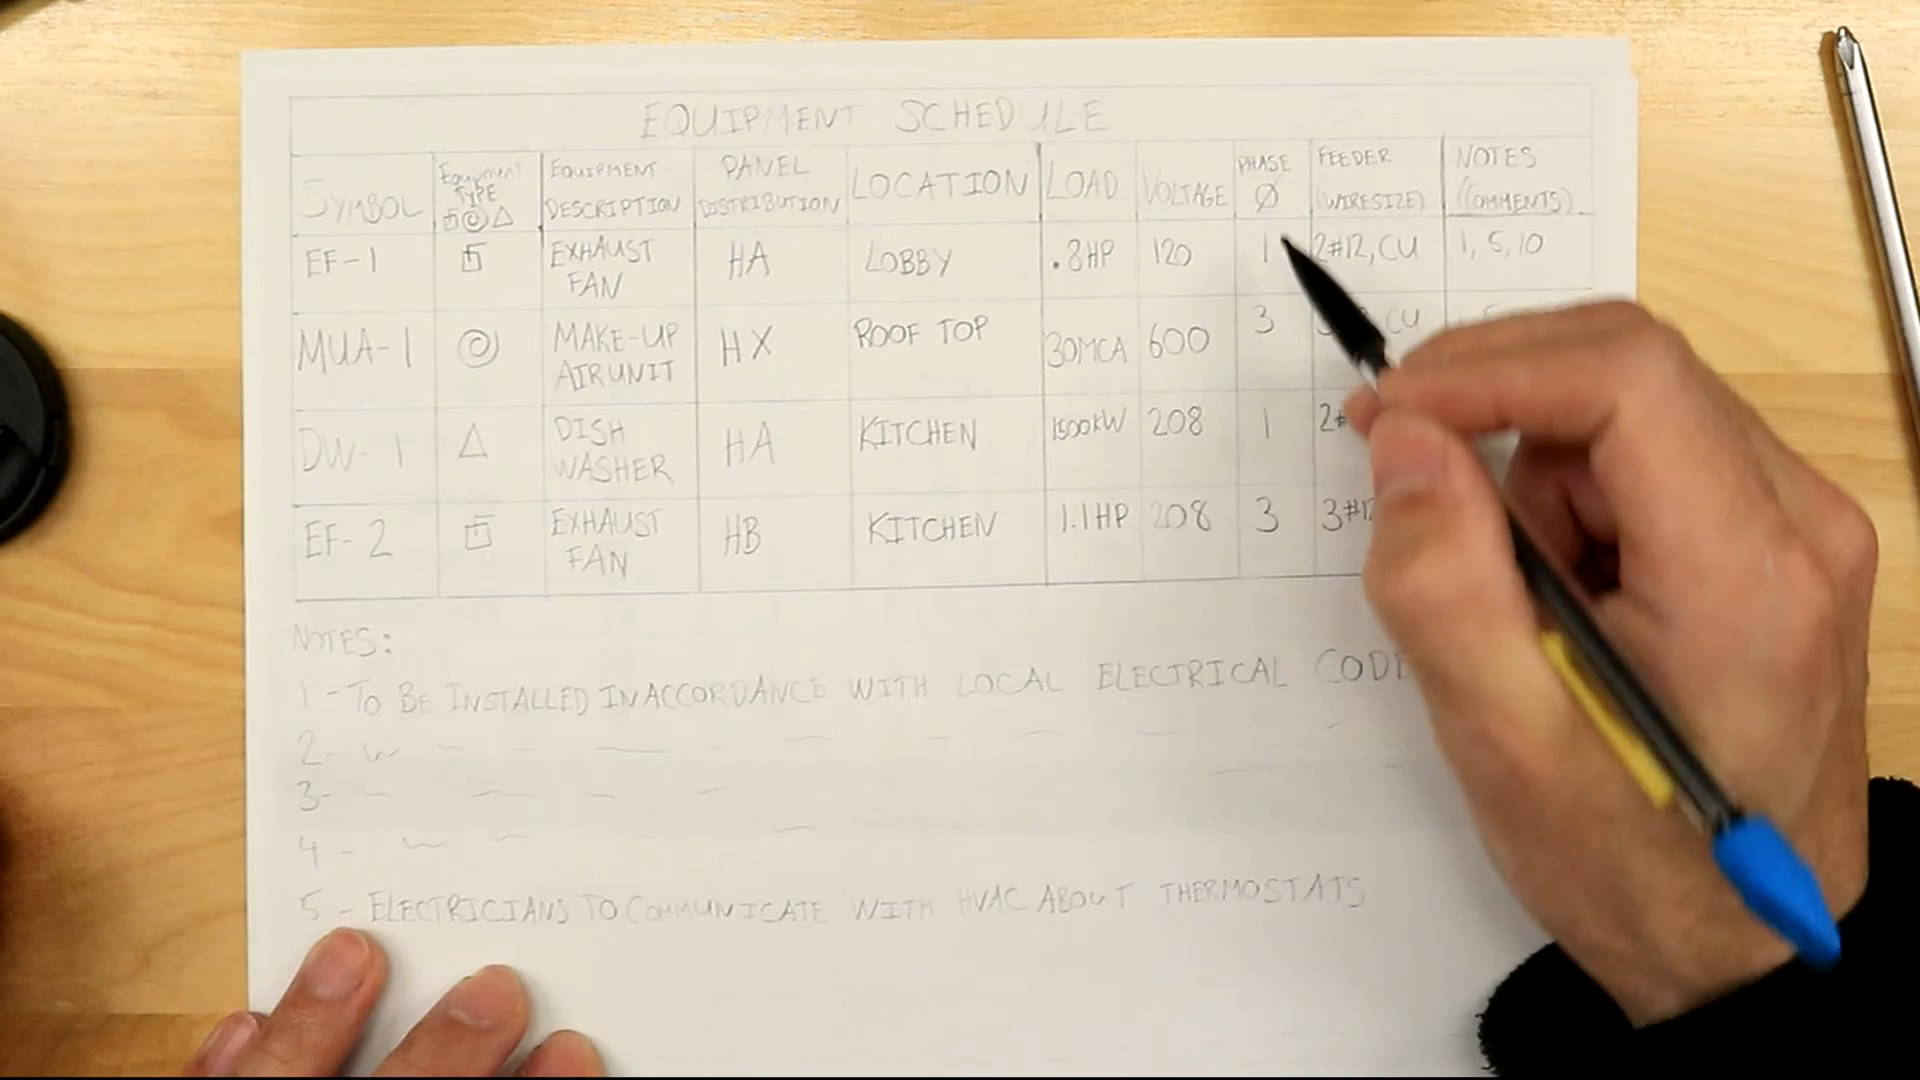 EQUIPMENT SCHEDULE
SYMBOL Equipment TYPE EQUIPMENT DESCRIPTION PANEL DISTRIBUTION LOCATION LOAD VOLTAGE PHASE Ø FEEDER (WIRESIZE) NOTES (COMMENTS)
EF-1 EXHAUST FAN HA LOBBY .8HP 120 1 2#12, CU 1, 5, 10
MUA-1 MAKE-UP AIR UNIT HX ROOF TOP 30MCA 600 3 CU
DW-1 DISH WASHER HA KITCHEN 1500KW 208 1 2#
EF-2 EXHAUST FAN HB KITCHEN 1.1HP 208 3 3#12
NOTES:
1 - TO BE INSTALLED IN ACCORDANCE WITH LOCAL ELECTRICAL CODE
2-
3-
4 -
5 - ELECTRICIANS TO COMMUNICATE WITH HVAC ABOUT THERMOSTATS